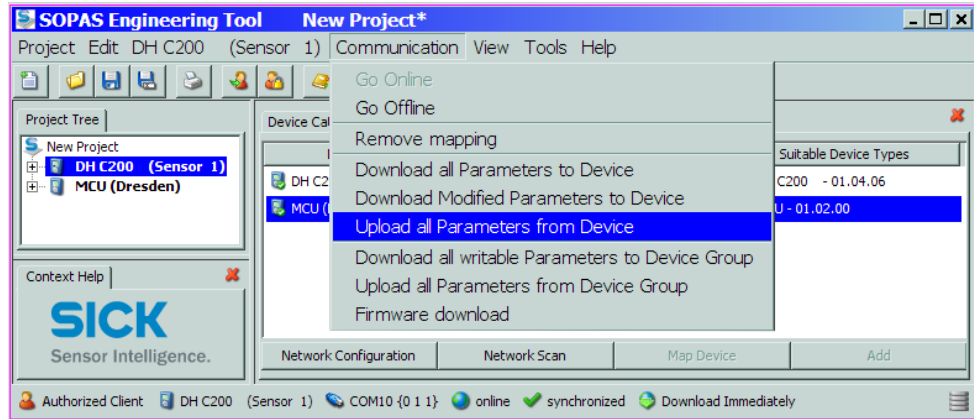 SOPAS Engineering Tool New Project*
Project Edit DH C200 (Sensor 1) Communication View Tools Help
Go Online
Go Offline
Remove mapping
Download all Parameters to Device
Download Modified Parameters to Device
Upload all Parameters from Device
Download all writable Parameters to Device Group
Upload all Parameters from Device Group
Firmware download
Project Tree
New Project
DH C200 (Sensor 1)
MCU (Dresden)
Context Help
SICK
Sensor Intelligence.
Device Cat
Suitable Device Types
DH C2
C200 - 01.04.06
MCU (
U - 01.02.00
Network Configuration Network Scan Map Device Add
Authorized Client DH C200 (Sensor 1) COM10 {0 1 1} online synchronized Download Immediately